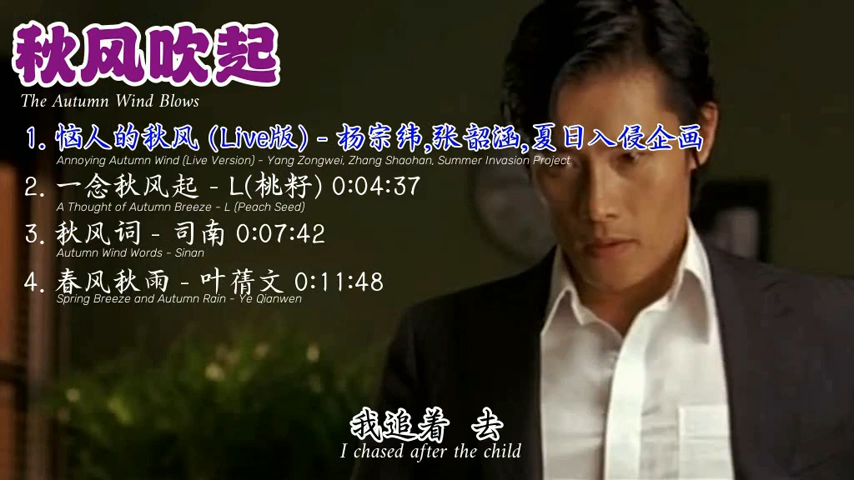 秋风吹起
The Autumn Wind Blows
1. 恼人的秋风 (Live版) - 杨宗纬,张韶涵,夏日入侵企画
Annoying Autumn Wind (Live Version) - Yang Zongwei, Zhang Shaohan, Summer Invasion Project
2. 一念秋风起 - L(桃籽) 0:04:37
A Thought of Autumn Breeze - L (Peach Seed)
3. 秋风词 - 司南 0:07:42
Autumn Wind Words - Sinan
4. 春风秋雨 - 叶蒨文 0:11:48
Spring Breeze and Autumn Rain - Ye Qianwen
我追着 去
I chased after the child